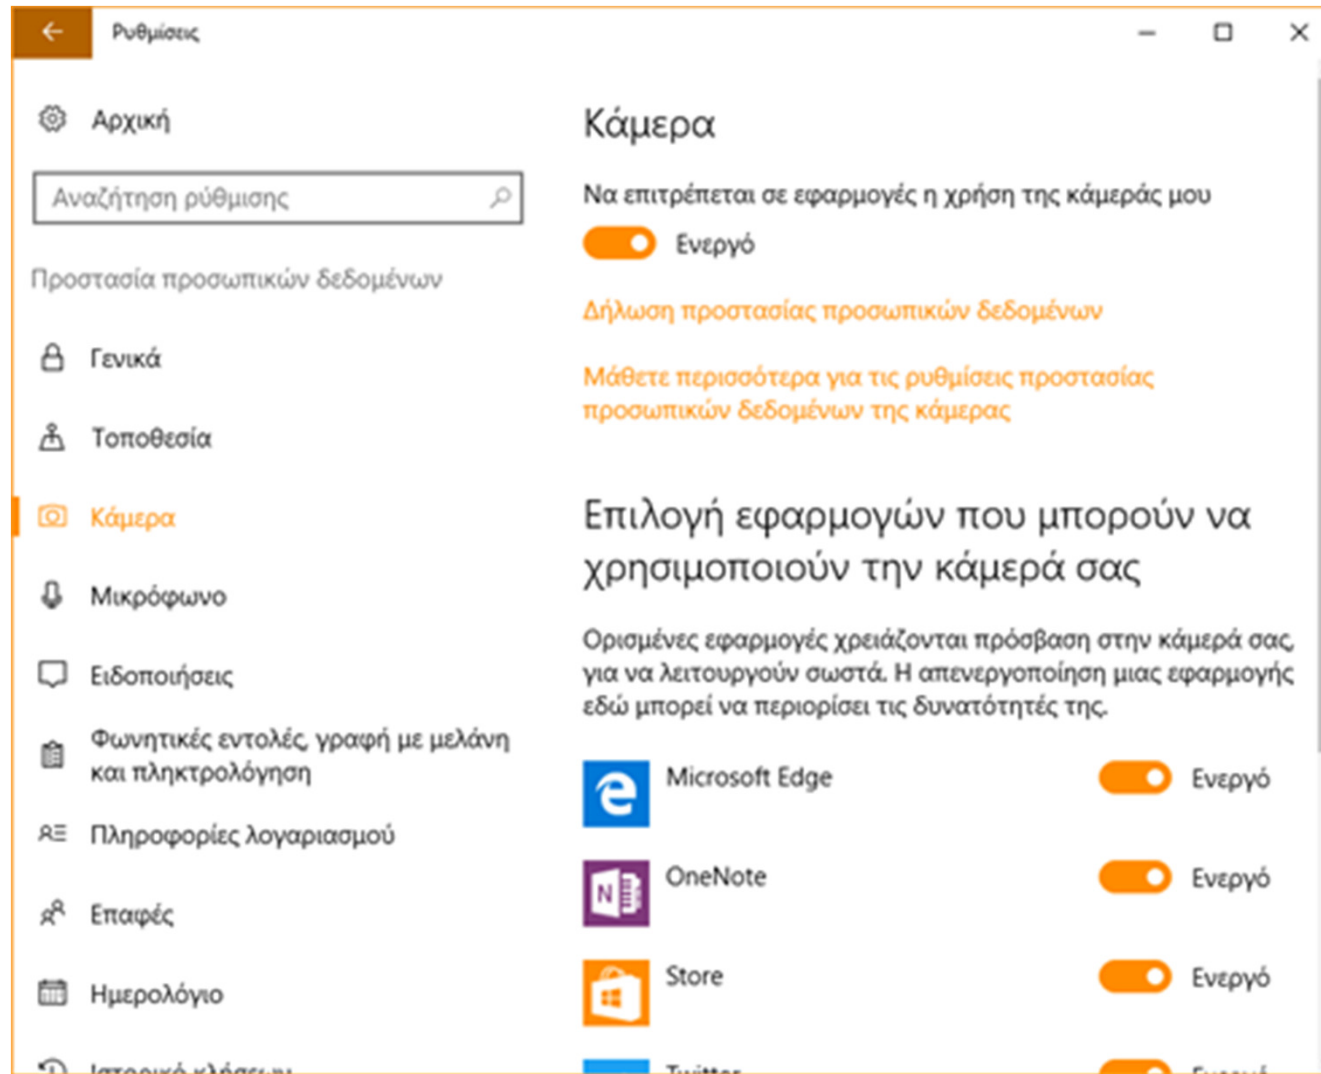 Ρυθμίσεις
Αρχική
Αναζήτηση ρύθμισης
Προστασία προσωπικών δεδομένων
Γενικά
Τοποθεσία
Κάμερα
Μικρόφωνο
Ειδοποιήσεις
Φωνητικές εντολές, γραφή με μελάνη
και πληκτρολόγηση
Πληροφορίες λογαριασμού
Επαφές
Ημερολόγιο
Ιστορικό κλήσεων
Κάμερα
Να επιτρέπεται σε εφαρμογές η χρήση της κάμεράς μου
Ενεργό
Δήλωση προστασίας προσωπικών δεδομένων
Μάθετε περισσότερα για τις ρυθμίσεις προστασίας
προσωπικών δεδομένων της κάμερας
Επιλογή εφαρμογών που μπορούν να
χρησιμοποιούν την κάμερά σας
Ορισμένες εφαρμογές χρειάζονται πρόσβαση στην κάμερά σας,
για να λειτουργούν σωστά. Η απενεργοποίηση μιας εφαρμογής
εδώ μπορεί να περιορίσει τις δυνατότητές της.
Microsoft Edge Ενεργό
OneNote Ενεργό
Store Ενεργό
Twitter Ενεργό